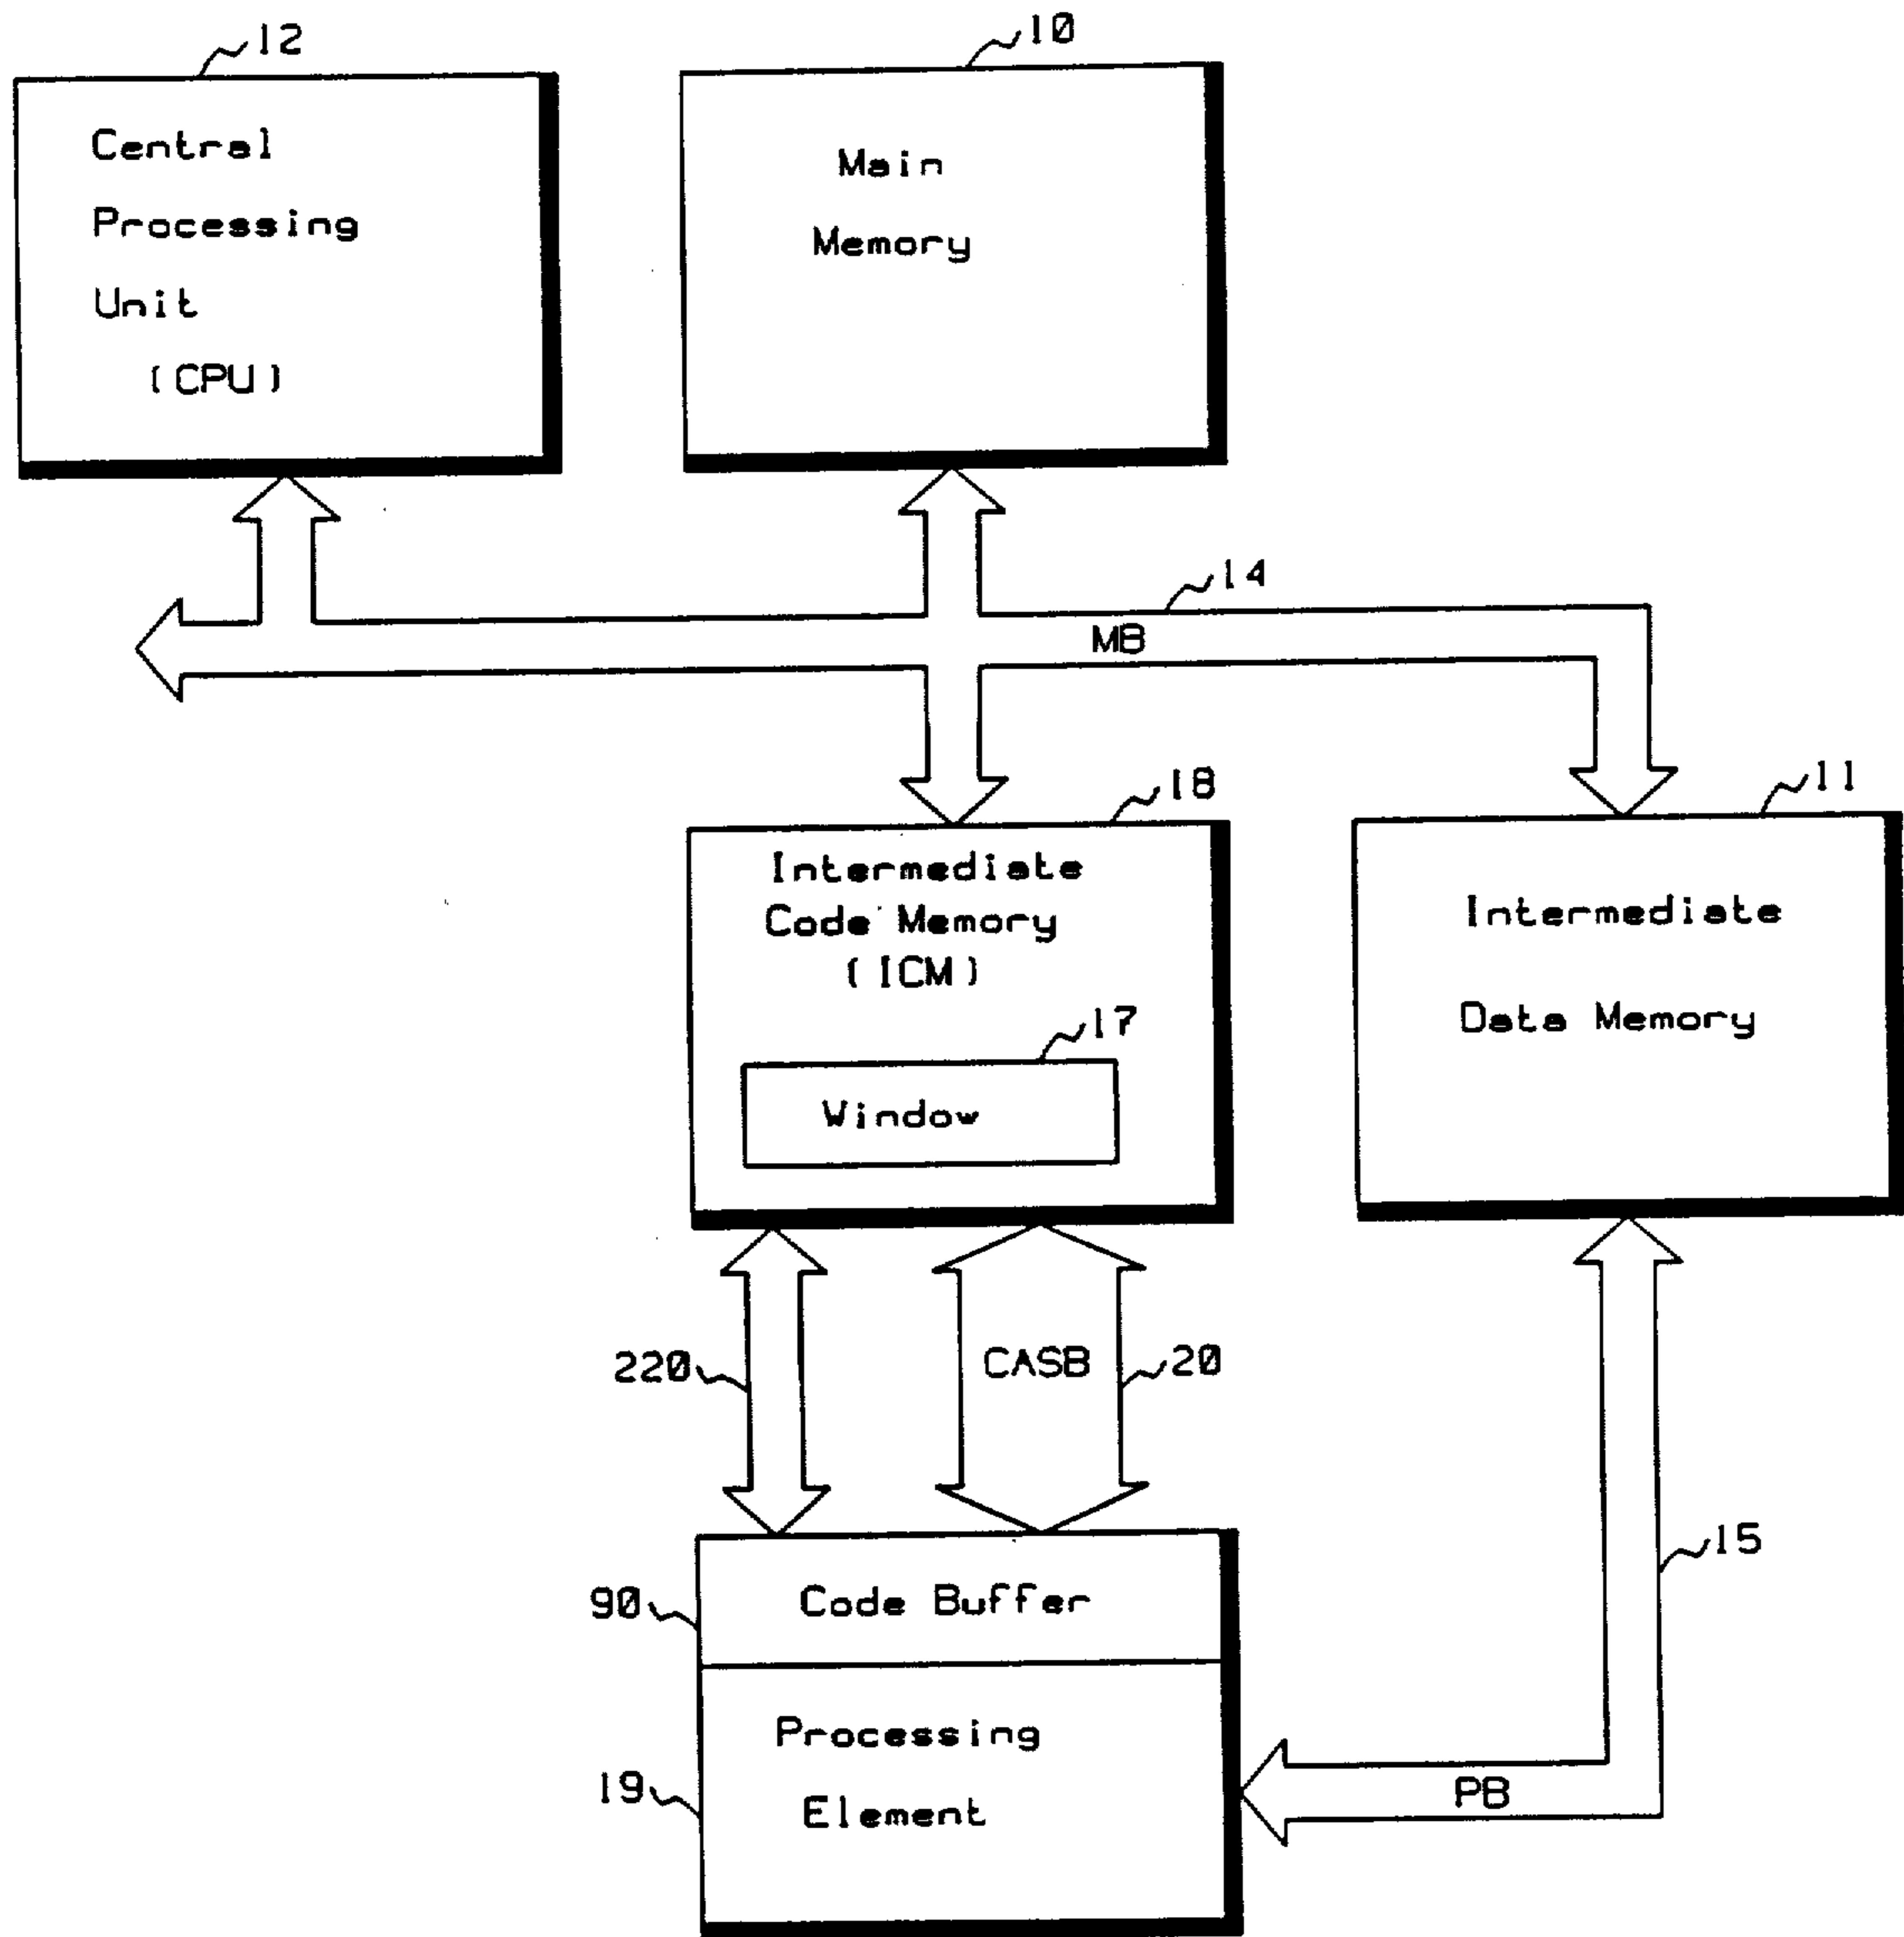 12
10
Central
Processing
Unit
(CPU)
Main
Memory
14
MB
18
11
Intermediate
Code Memory
(ICM)
17
Window
Intermediate
Data Memory
220
CASB
20
15
90
Code Buffer
19
Processing
Element
PB